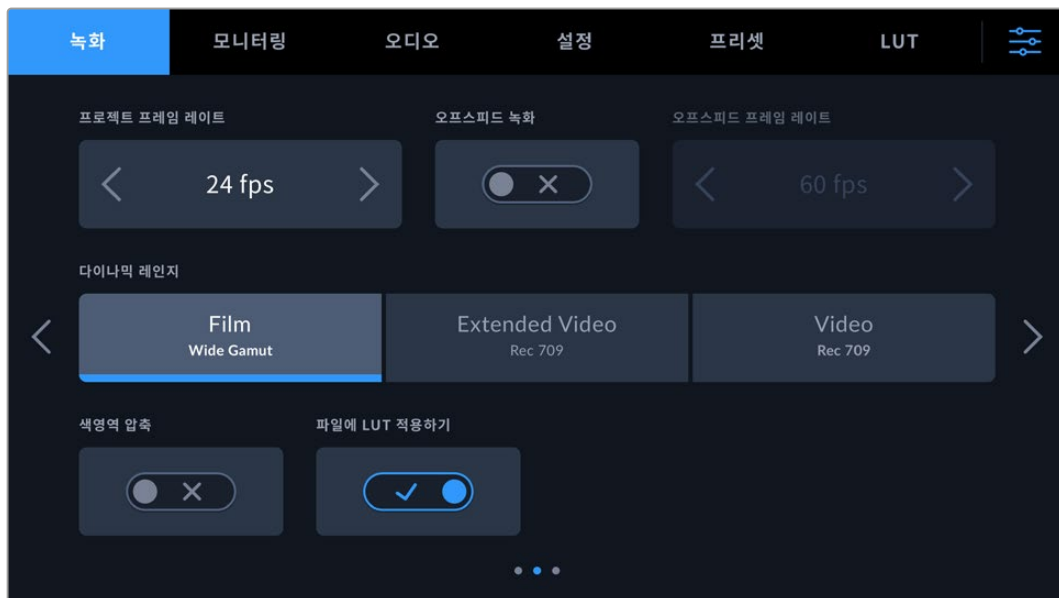 녹화 모니터링 오디오 설정 프리셋 LUT
프로젝트 프레임 레이트 오프스피드 녹화 오프스피드 프레임 레이트
24 fps 60 fps
다이나믹 레인지
Film Extended Video Video
Wide Gamut Rec 709 Rec 709
색영역 압축 파일에 LUT 적용하기